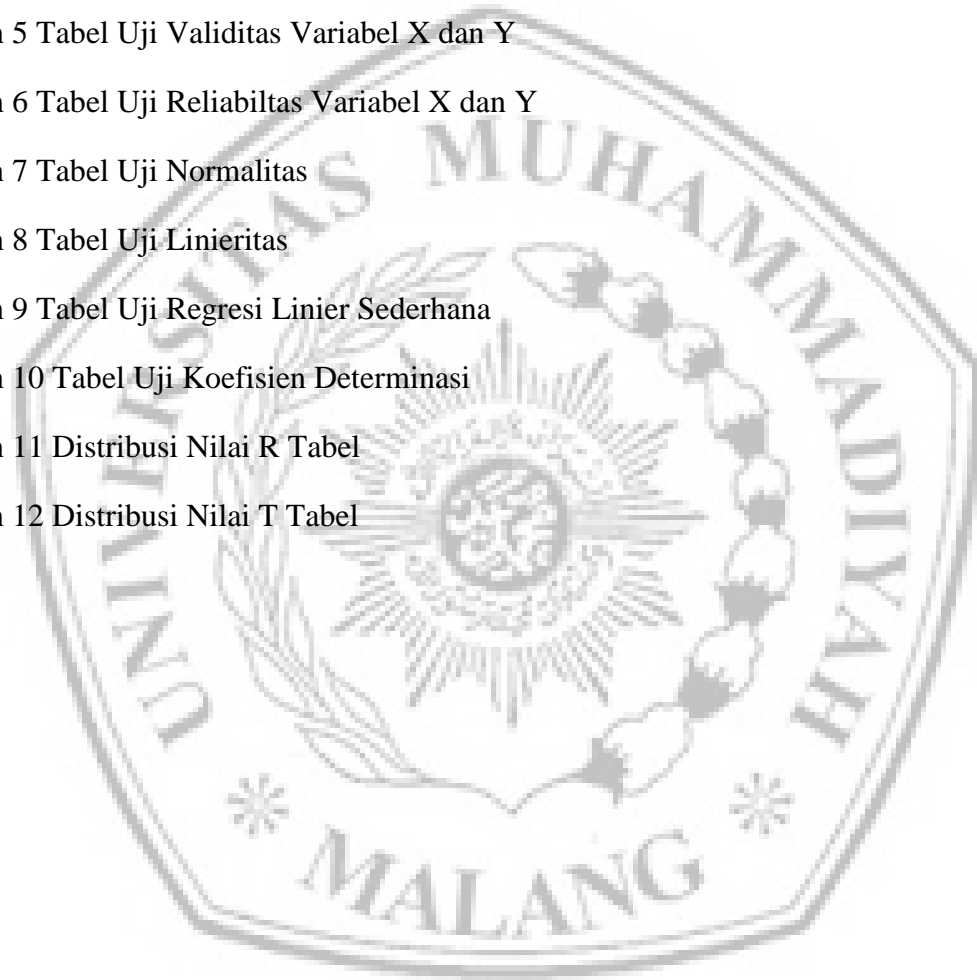 n 5 Tabel Uji Validitas Variabel X dan Y
n 6 Tabel Uji Reliabiltas Variabel X dan Y
n 7 Tabel Uji Normalitas
n 8 Tabel Uji Linieritas
n 9 Tabel Uji Regresi Linier Sederhana
n 10 Tabel Uji Koefisien Determinasi
n 11 Distribusi Nilai R Tabel
n 12 Distribusi Nilai T Tabel
UNIVERSITAS MUHAMMADIYAH
MALANG